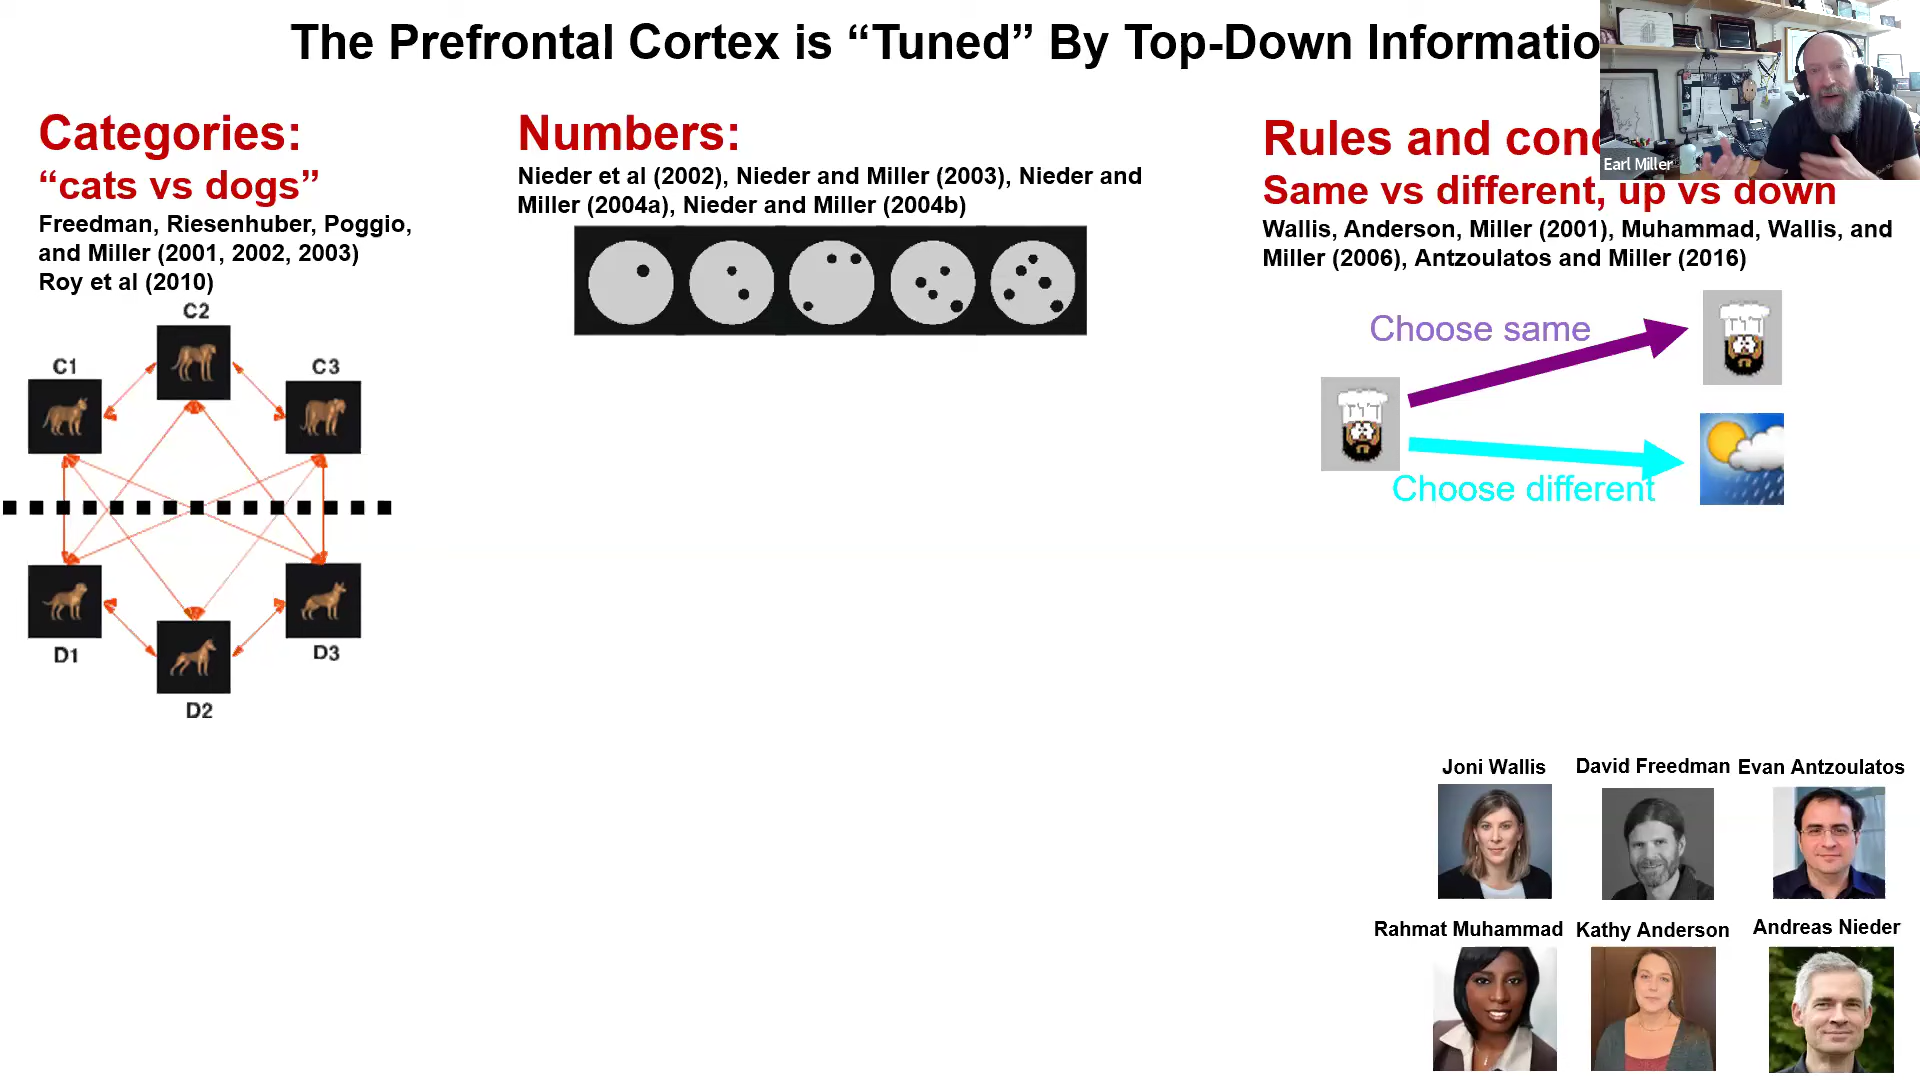 The Prefrontal Cortex is “Tuned” By Top-Down Informatio
Earl Miller
Categories:
“cats vs dogs”
Freedman, Riesenhuber, Poggio,
and Miller (2001, 2002, 2003)
Roy et al (2010)
C2
C1
C3
D1
D3
D2
Numbers:
Nieder et al (2002), Nieder and Miller (2003), Nieder and
Miller (2004a), Nieder and Miller (2004b)
Rules and con
Same vs different, up vs down
Wallis, Anderson, Miller (2001), Muhammad, Wallis, and
Miller (2006), Antzoulatos and Miller (2016)
Choose same
Choose different
Joni Wallis
David Freedman
Evan Antzoulatos
Rahmat Muhammad
Kathy Anderson
Andreas Nieder